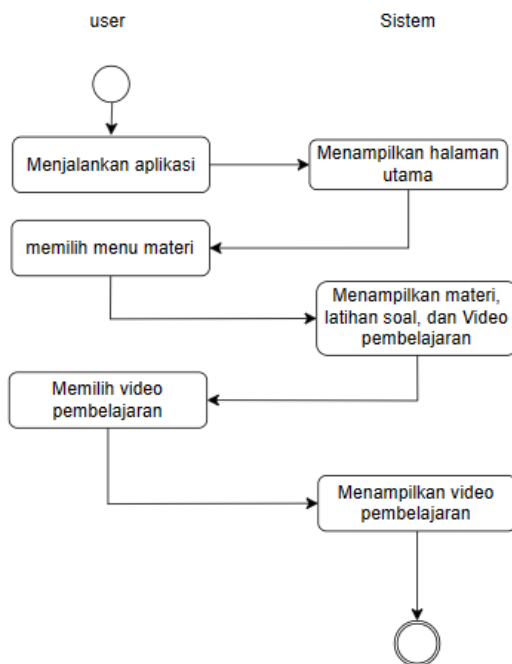 user
Sistem
Menjalankan aplikasi
Menampilkan halaman
utama
memilih menu materi
Menampilkan materi,
latihan soal, dan Video
pembelajaran
Memilih video
pembelajaran
Menampilkan video
pembelajaran